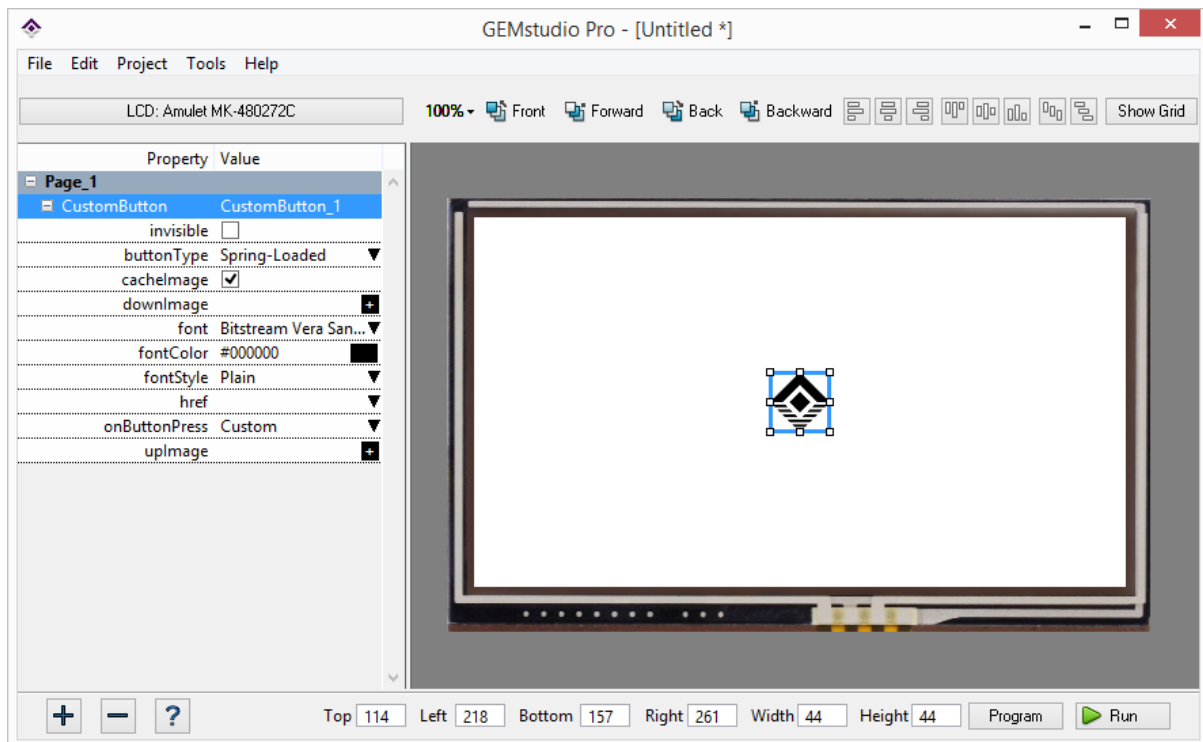 GEMstudio Pro - [Untitled *]
File Edit Project Tools Help
LCD: Amulet MK-480272C 100% Front Forward Back Backward Show Grid
Property Value
Page_1
CustomButton CustomButton_1
invisible
buttonType Spring-Loaded
cacheImage
downImage
font Bitstream Vera San...
fontColor #000000
fontStyle Plain
href
onButtonPress Custom
upImage
Top 114 Left 218 Bottom 157 Right 261 Width 44 Height 44 Program Run